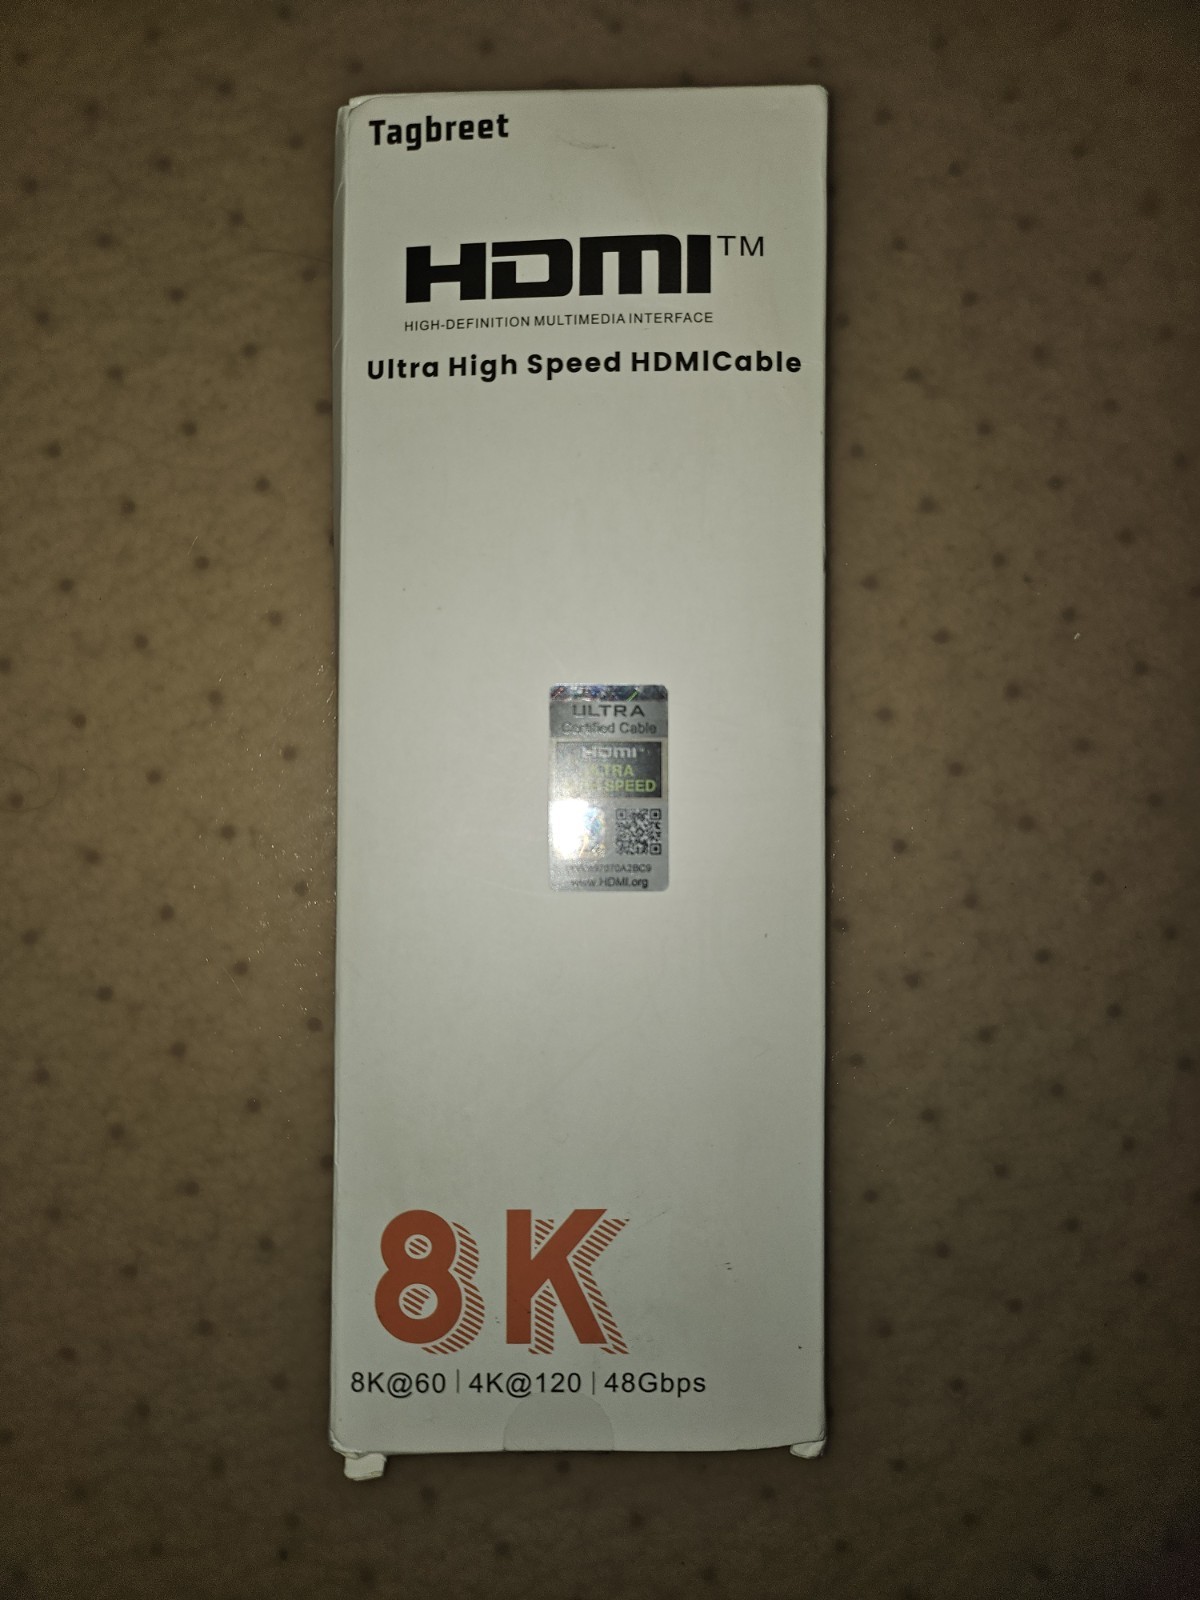 Tagbreet
HDMI™
HIGH-DEFINITION MULTIMEDIA INTERFACE
Ultra High Speed HDMICable
ULTRA
Certified Cable
HDMI
ULTRA
SPEED
www.HDMI.org
8K
8K@60 | 4K@120 | 48Gbps